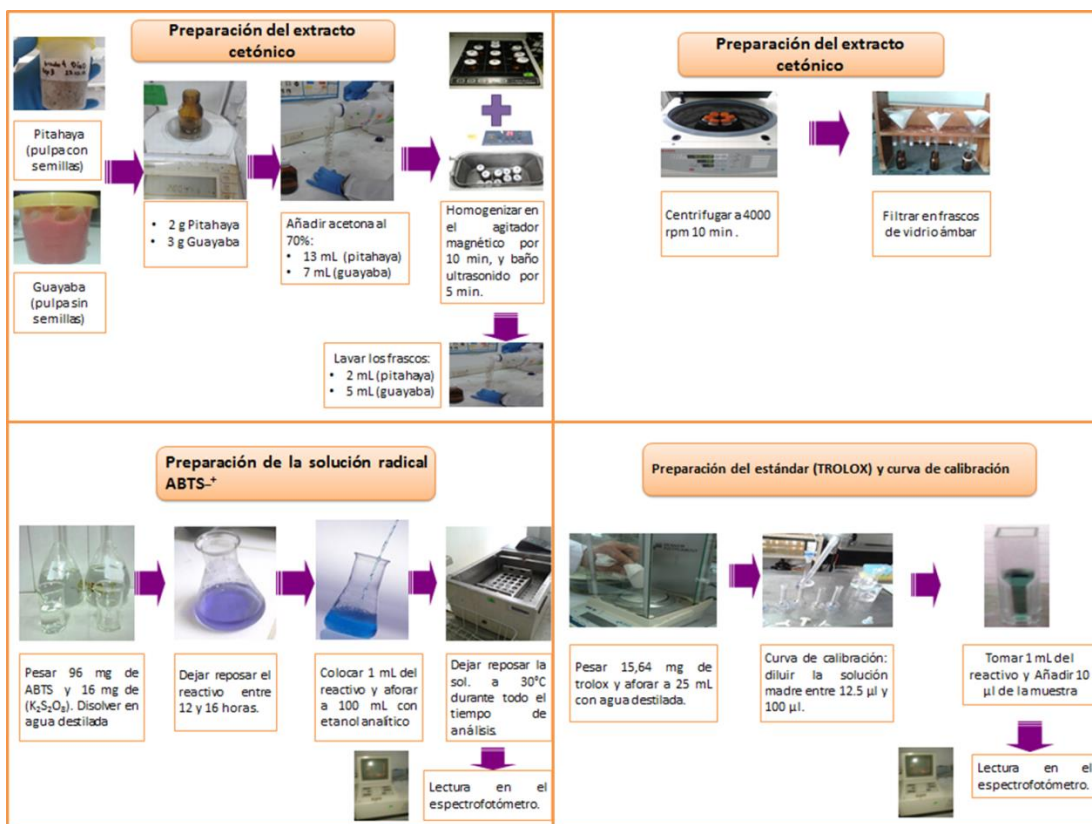 Preparación del extracto
cetónico
Pitahaya
(pulpa con
semillas)
Guayaba
(pulpa sin
semillas)
• 2 g Pitahaya
• 3 g Guayaba
Añadir acetona al
70%:
• 13 mL (pitahaya)
• 7 mL (guayaba)
Homogenizar en
el agitador
magnético por
10 min, y baño
ultrasonido por
5 min.
Lavar los frascos:
• 2 mL (pitahaya)
• 5 mL (guayaba)
Preparación del extracto
cetónico
Centrifugar a 4000
rpm 10 min .
Filtrar en frascos
de vidrio ámbar
Preparación de la solución radical
ABTS–⁺
Pesar 96 mg de
ABTS y 16 mg de
(K₂S₂O₈). Disolver en
agua destilada
Dejar reposar el
reactivo entre
12 y 16 horas.
Colocar 1 mL del
reactivo y aforar
a 100 mL con
etanol analítico
Dejar reposar la
sol. a 30°C
durante todo el
tiempo de
análisis.
Lectura en el
espectrofotómetro.
Preparación del estándar (TROLOX) y curva de calibración
Pesar 15,64 mg de
trolox y aforar a 25 mL
con agua destilada.
Curva de calibración:
diluir la solución
madre entre 12.5 µl y
100 µl.
Tomar 1 mL del
reactivo y Añadir 10
µl de la muestra
Lectura en el
espectrofotómetro.